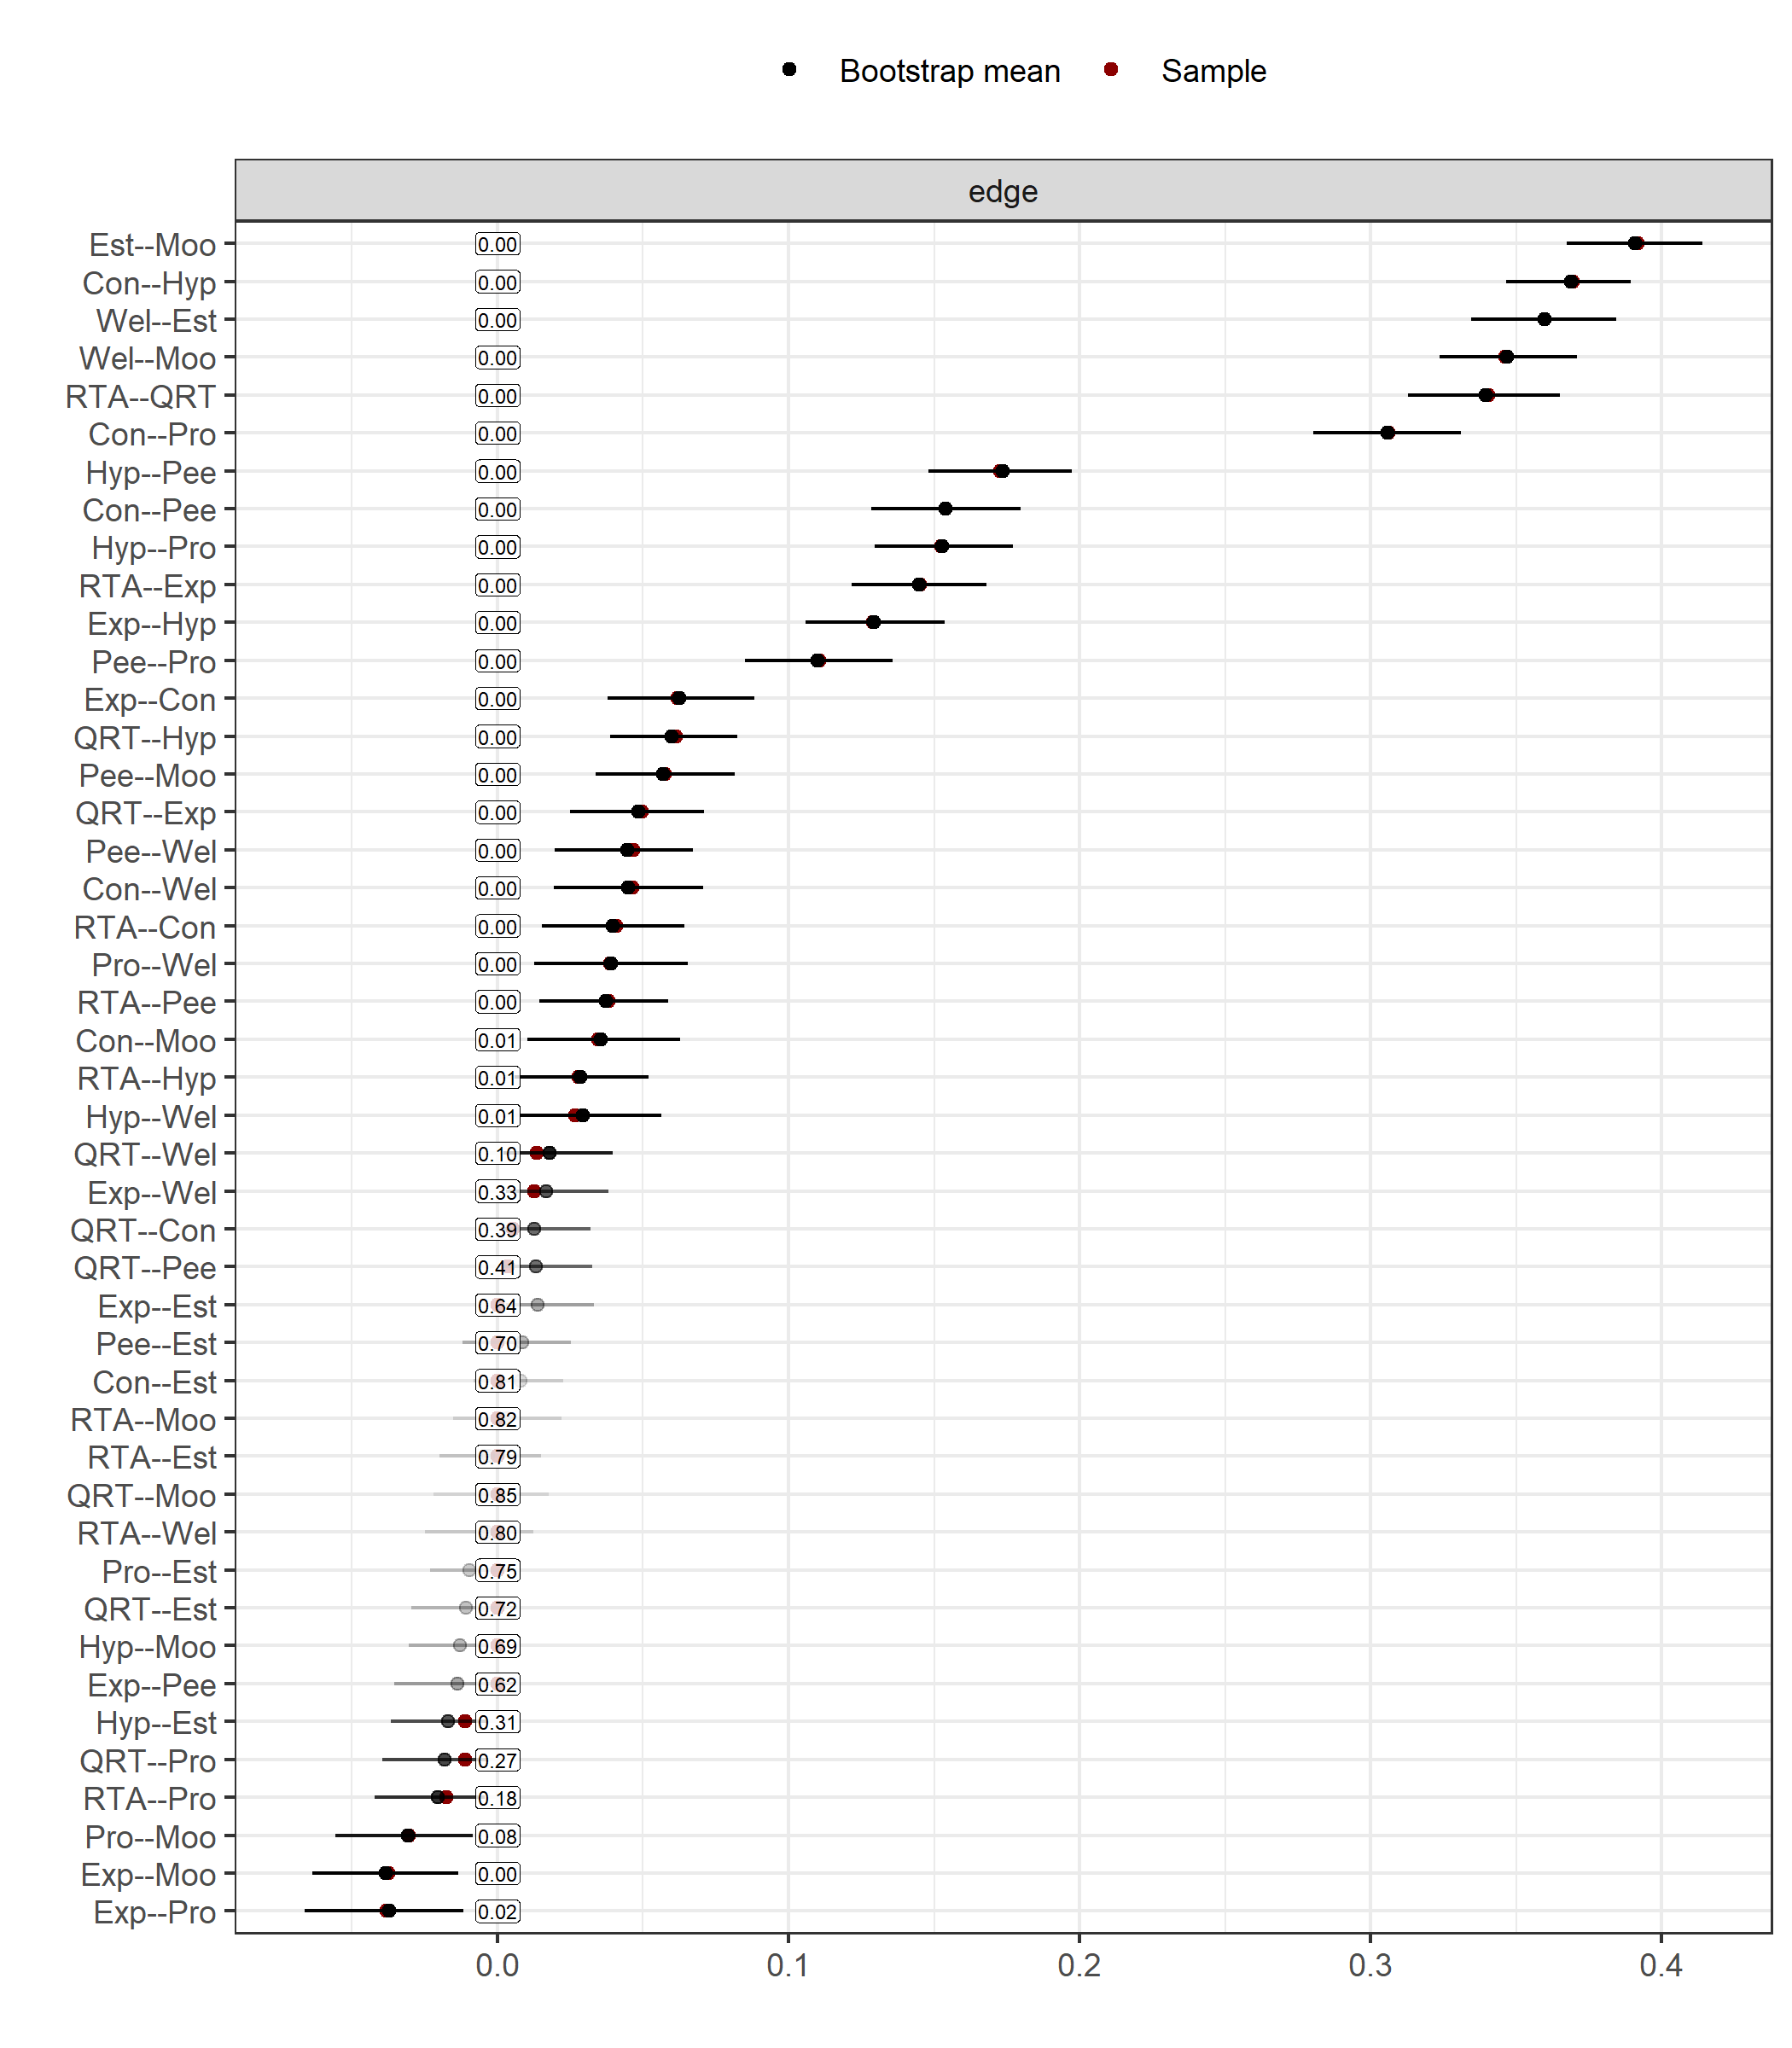 Bootstrap mean Sample
edge
Est--Moo 0.00
Con--Hyp 0.00
Wel--Est 0.00
Wel--Moo 0.00
RTA--QRT 0.00
Con--Pro 0.00
Hyp--Pee 0.00
Con--Pee 0.00
Hyp--Pro 0.00
RTA--Exp 0.00
Exp--Hyp 0.00
Pee--Pro 0.00
Exp--Con 0.00
QRT--Hyp 0.00
Pee--Moo 0.00
QRT--Exp 0.00
Pee--Wel 0.00
Con--Wel 0.00
RTA--Con 0.00
Pro--Wel 0.00
RTA--Pee 0.00
Con--Moo 0.01
RTA--Hyp 0.01
Hyp--Wel 0.01
QRT--Wel 0.10
Exp--Wel 0.33
QRT--Con 0.39
QRT--Pee 0.41
Exp--Est 0.64
Pee--Est 0.70
Con--Est 0.81
RTA--Moo 0.82
RTA--Est 0.79
QRT--Moo 0.85
RTA--Wel 0.80
Pro--Est 0.75
QRT--Est 0.72
Hyp--Moo 0.69
Exp--Pee 0.62
Hyp--Est 0.31
QRT--Pro 0.27
RTA--Pro 0.18
Pro--Moo 0.08
Exp--Moo 0.00
Exp--Pro 0.02
0.0 0.1 0.2 0.3 0.4